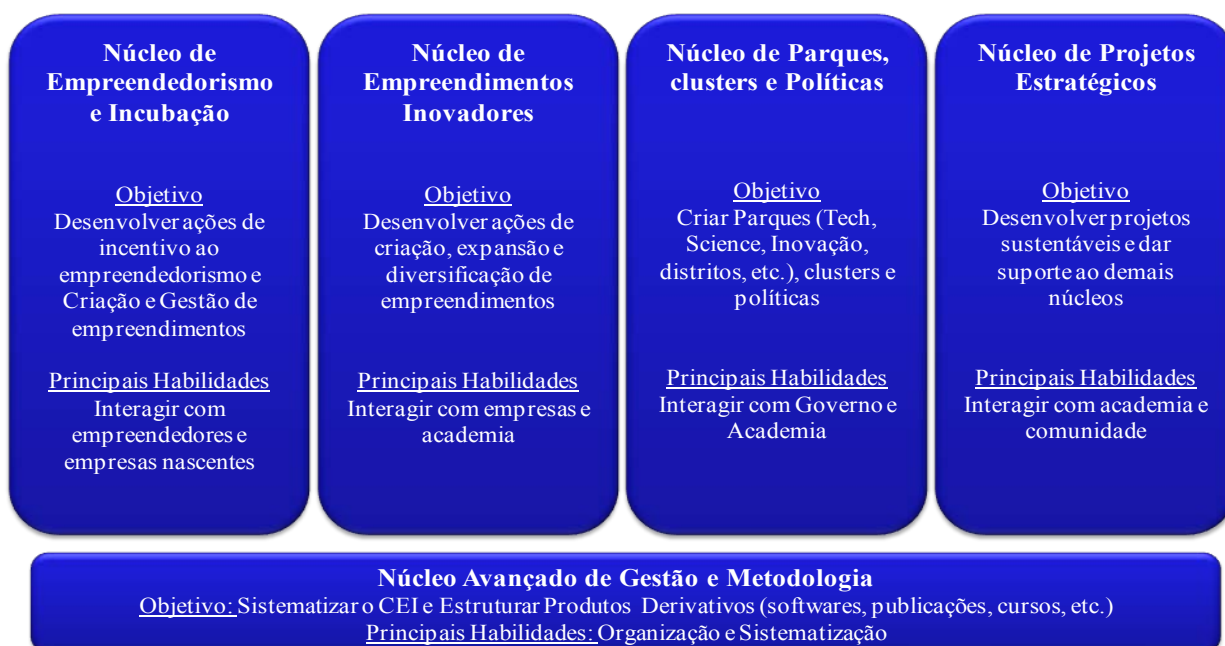 Núcleo de
Empreendedorismo
e Incubação
Objetivo
Desenvolver ações de
incentivo ao
empreendedorismo e
Criação e Gestão de
empreendimentos
Principais Habilidades
Interagir com
empreendedores e
empresas nascentes
Núcleo de
Empreendimentos
Inovadores
Objetivo
Desenvolver ações de
criação, expansão e
diversificação de
empreendimentos
Principais Habilidades
Interagir com empresas e
academia
Núcleo de Parques,
clusters e Políticas
Objetivo
Criar Parques (Tech,
Science, Inovação,
distritos, etc.), clusters e
políticas
Principais Habilidades
Interagir com Governo e
Academia
Núcleo de Projetos
Estratégicos
Objetivo
Desenvolver projetos
sustentáveis e dar
suporte ao demais
núcleos
Principais Habilidades
Interagir com academia e
comunidade
Núcleo Avançado de Gestão e Metodologia
Objetivo: Sistematizar o CEI e Estruturar Produtos Derivativos (softwares, publicações, cursos, etc.)
Principais Habilidades: Organização e Sistematização